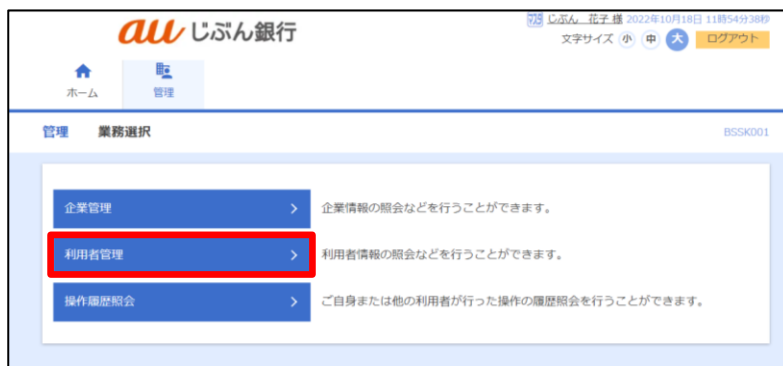 au じぶん銀行
マスタ じぶん 花子 様 2022年10月18日 11時54分38秒
文字サイズ 小 中 大 ログアウト
ホーム
管理
管理 業務選択
BSSK001
企業管理
企業情報の照会などを行うことができます。
利用者管理
利用者情報の照会などを行うことができます。
操作履歴照会
ご自身または他の利用者が行った操作の履歴照会を行うことができます。